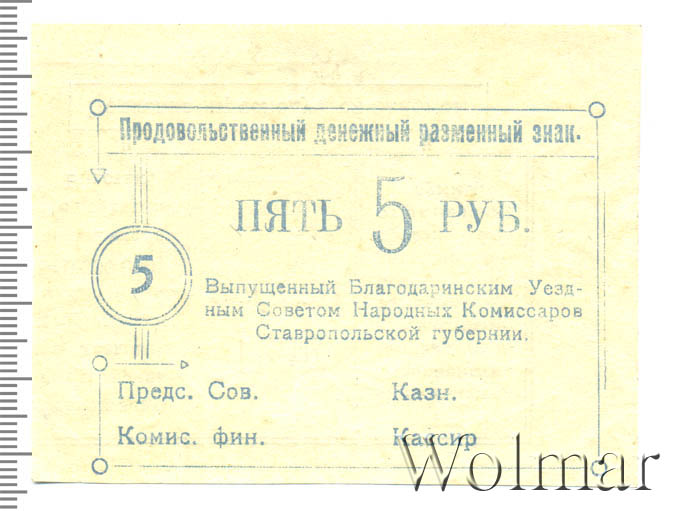 Продовольственный денежный разменный знак.
ПЯТЬ 5 РУБ.
5
Выпущенный Благодаринским Уезд-
ным Советом Народных Комиссаров
Ставропольской губернии.
Предс. Сов. Казн.
Комис. фин. Кассир
Wolmar